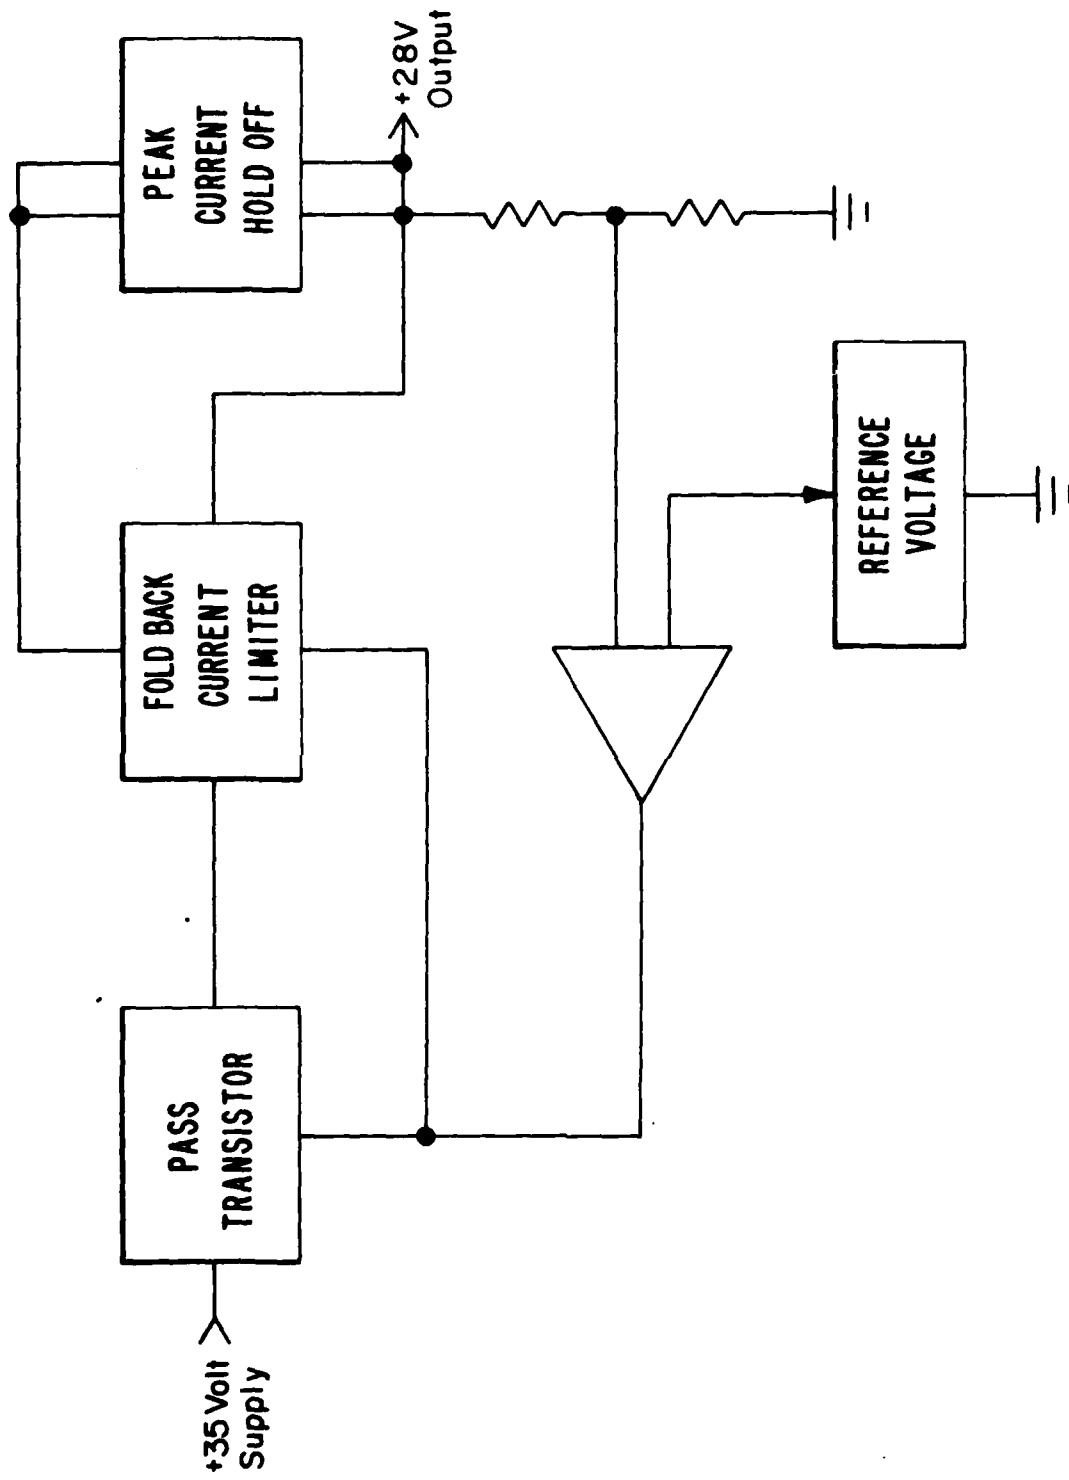 +35 Volt
Supply
PASS
TRANSISTOR
FOLD BACK
CURRENT
LIMITER
PEAK
CURRENT
HOLD OFF
+28V
Output
REFERENCE
VOLTAGE